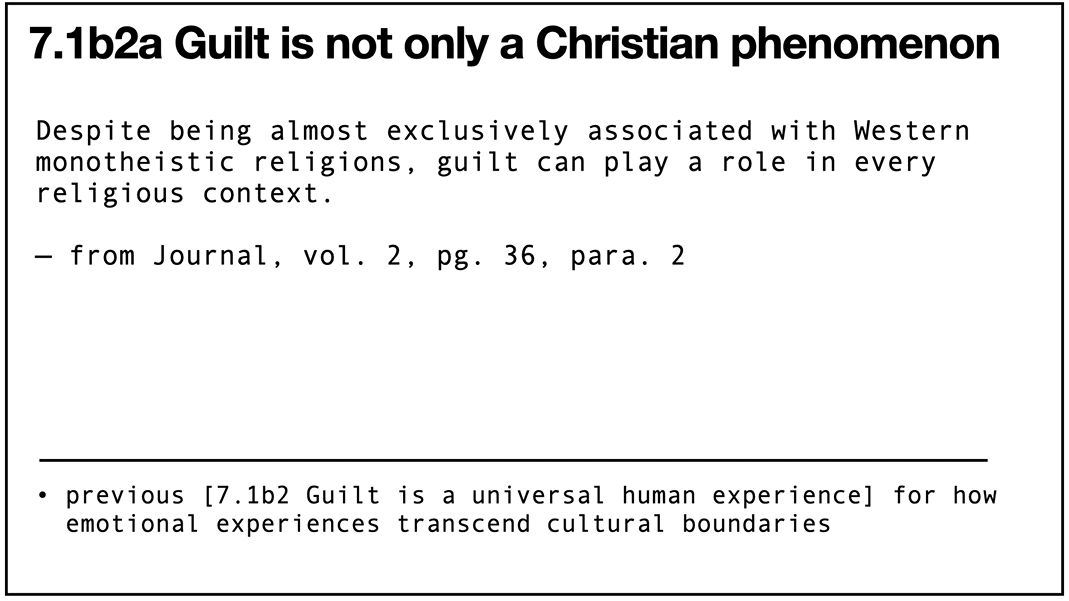 7.1b2a Guilt is not only a Christian phenomenon
Despite being almost exclusively associated with Western
monotheistic religions, guilt can play a role in every
religious context.
— from Journal, vol. 2, pg. 36, para. 2
• previous [7.1b2 Guilt is a universal human experience] for how
emotional experiences transcend cultural boundaries